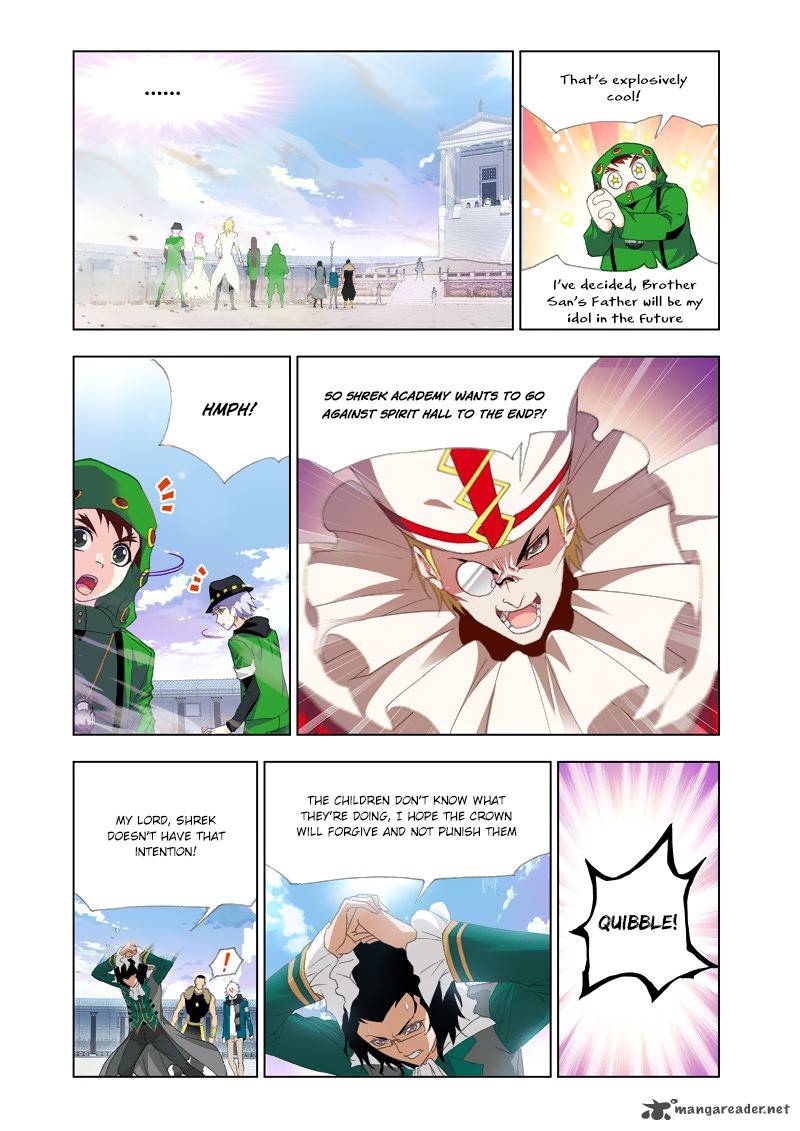 ......
That's explosively
cool!
I've decided, Brother
San's Father will be my
idol in the Future
HMPH!
SO SHREK ACADEMY WANTS TO GO
AGAINST SPIRIT HALL TO THE END?!
MY LORD, SHREK
DOESN'T HAVE THAT
INTENTION!
!
THE CHILDREN DON'T KNOW WHAT
THEY'RE DOING, I HOPE THE CROWN
WILL FORGIVE AND NOT PUNISH THEM
QUIBBLE!
mangareader.net